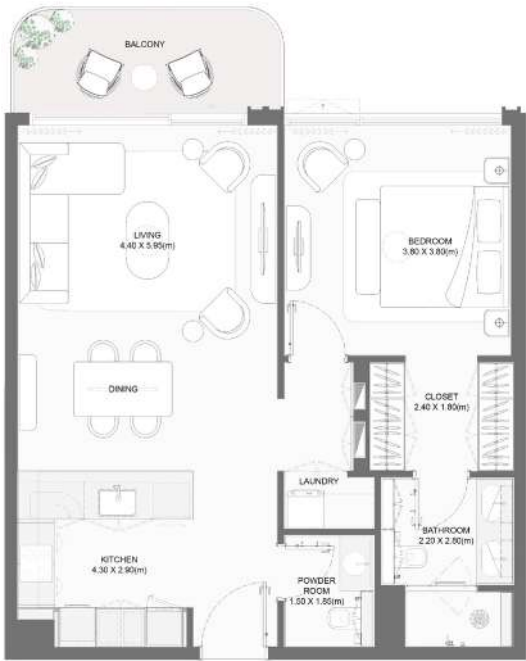 BALCONY
LIVING
4.40 X 5.95(m)
BEDROOM
3.80 X 3.80(m)
DINING
CLOSET
2.40 X 1.80(m)
LAUNDRY
BATHROOM
2.20 X 2.80(m)
KITCHEN
4.30 X 2.90(m)
POWDER
ROOM
1.50 X 1.85(m)